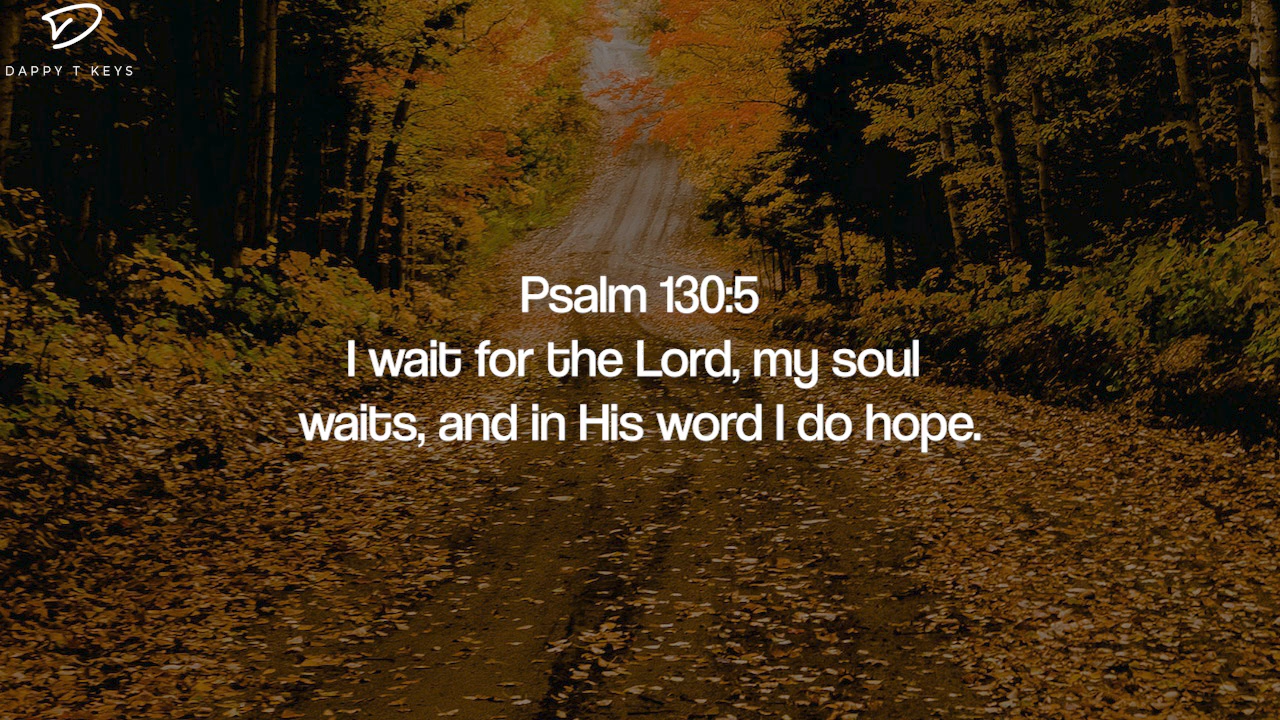 DAPPY T KEYS
Psalm 130:5
I wait for the Lord, my soul
waits, and in His word I do hope.